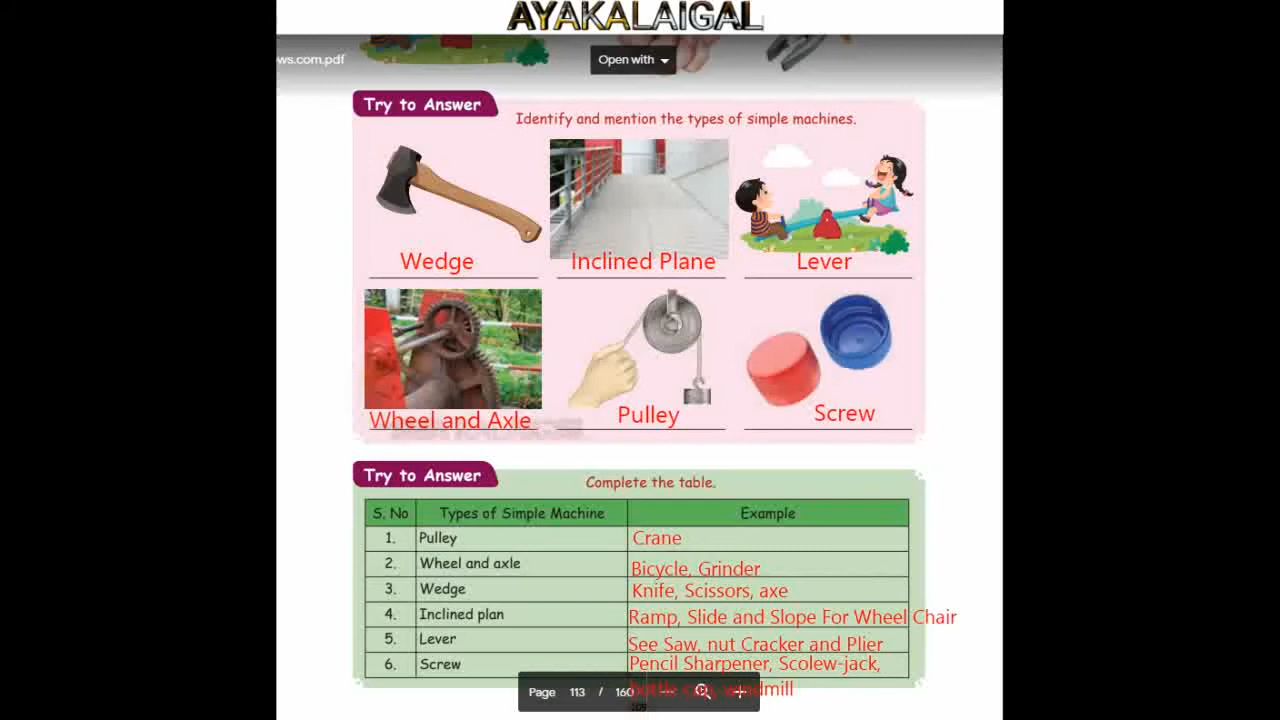 AYAKALAIGAL
ws.com.pdf
Open with
Try to Answer
Identify and mention the types of simple machines.
Wedge Inclined Plane Lever
Wheel and Axle Pulley Screw
Try to Answer
Complete the table.
S. No Types of Simple Machine Example
1. Pulley Crane
2. Wheel and axle Bicycle, Grinder
3. Wedge Knife, Scissors, axe
4. Inclined plan Ramp, Slide and Slope For Wheel Chair
5. Lever See Saw, nut Cracker and Plier
6. Screw Pencil Sharpener, Scolew-jack,
bottle cap, windmill
Page 113 / 160
109